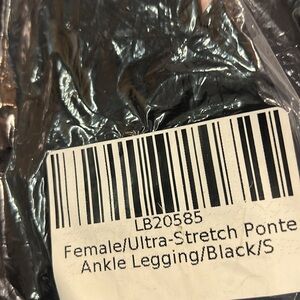 LB20585
Female/Ultra-Stretch Ponte
Ankle Legging/Black/S